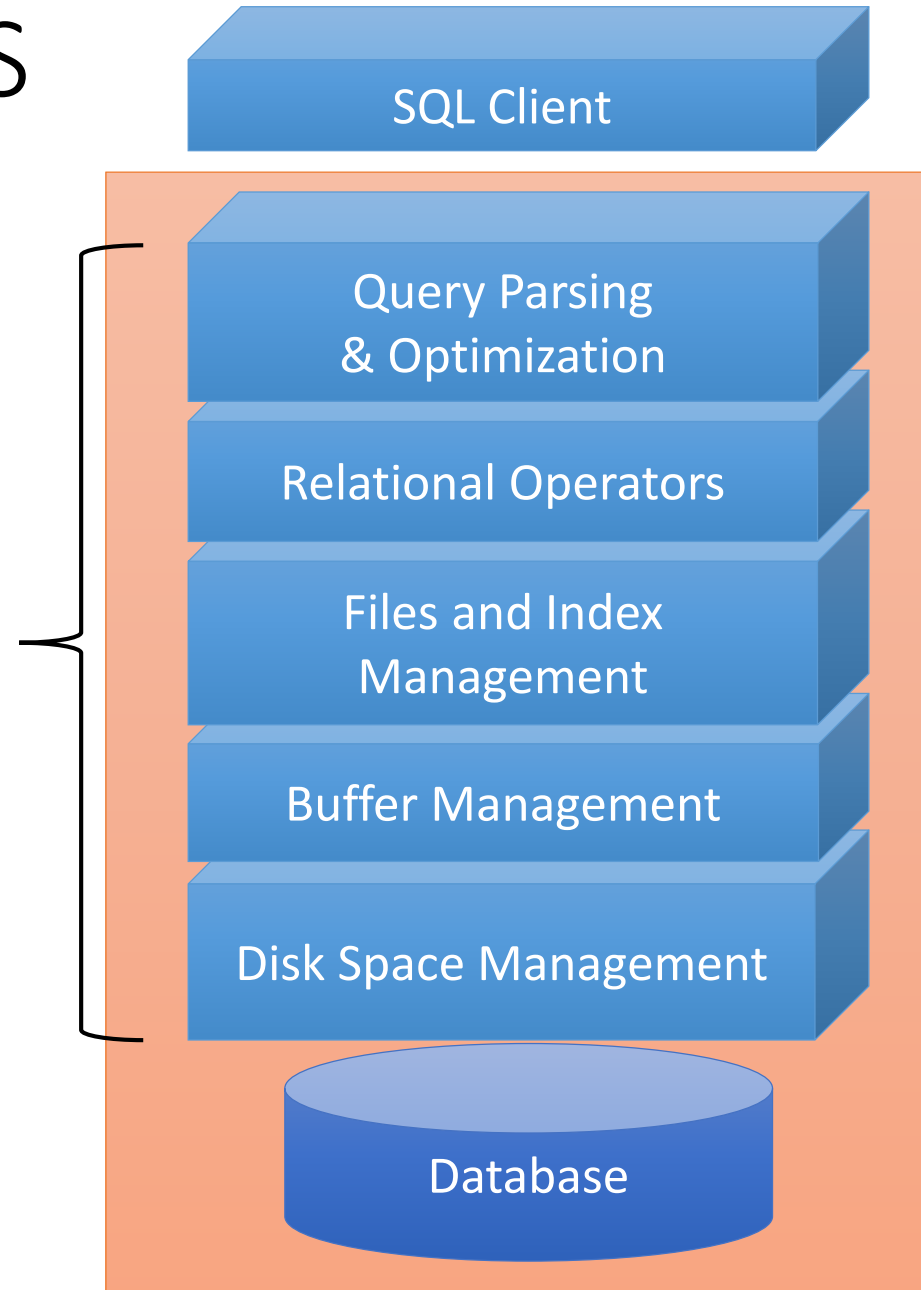 S
SQL Client
Query Parsing
& Optimization
Relational Operators
Files and Index
Management
Buffer Management
Disk Space Management
Database